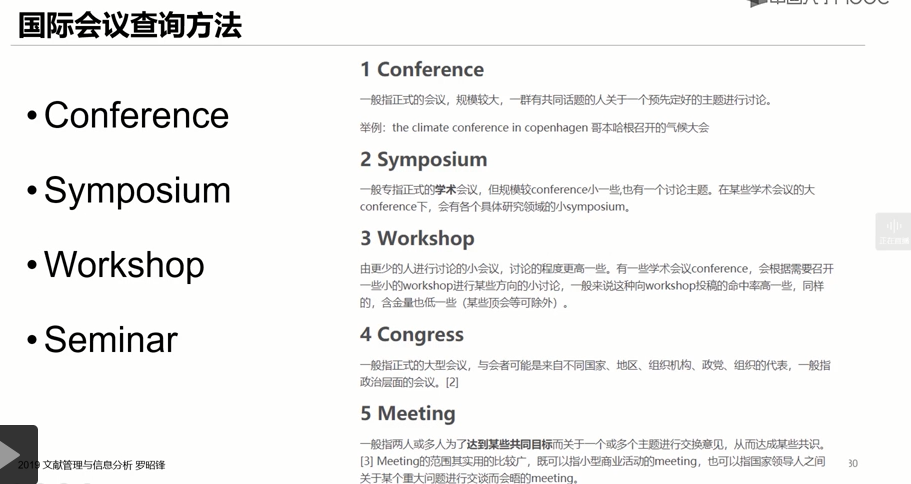 国际会议查询方法
• Conference
• Symposium
• Workshop
• Seminar
1 Conference
一般指正式的会议，规模较大，一群有共同话题的人关于一个预先定好的主题进行讨论。
举例：the climate conference in copenhagen 哥本哈根召开的气候大会
2 Symposium
一般专指正式的学术会议，但规模较conference小一些,也有一个讨论主题。在某些学术会议的大
conference下，会有各个具体研究领域的小symposium。
3 Workshop
由更少的人进行讨论的小会议，讨论的程度更高一些。有一些学术会议conference，会根据需要召开
一些小的workshop进行某些方向的小讨论，一般来说这种向workshop投稿的命中率高一些，同样
的，含金量也低一些（某些顶会等可除外）。
4 Congress
一般指正式的大型会议，与会者可能是来自不同国家、地区、组织机构、政党、组织的代表，一般指
政治层面的会议。[2]
5 Meeting
一般指两人或多人为了达到某些共同目标而关于一个或多个主题进行交换意见，从而达成某些共识。
[3] Meeting的范围其实用的比较广，既可以指小型商业活动的meeting，也可以指国家领导人之间
关于某个重大问题进行交谈而会晤的meeting。
2019 文献管理与信息分析 罗昭锋